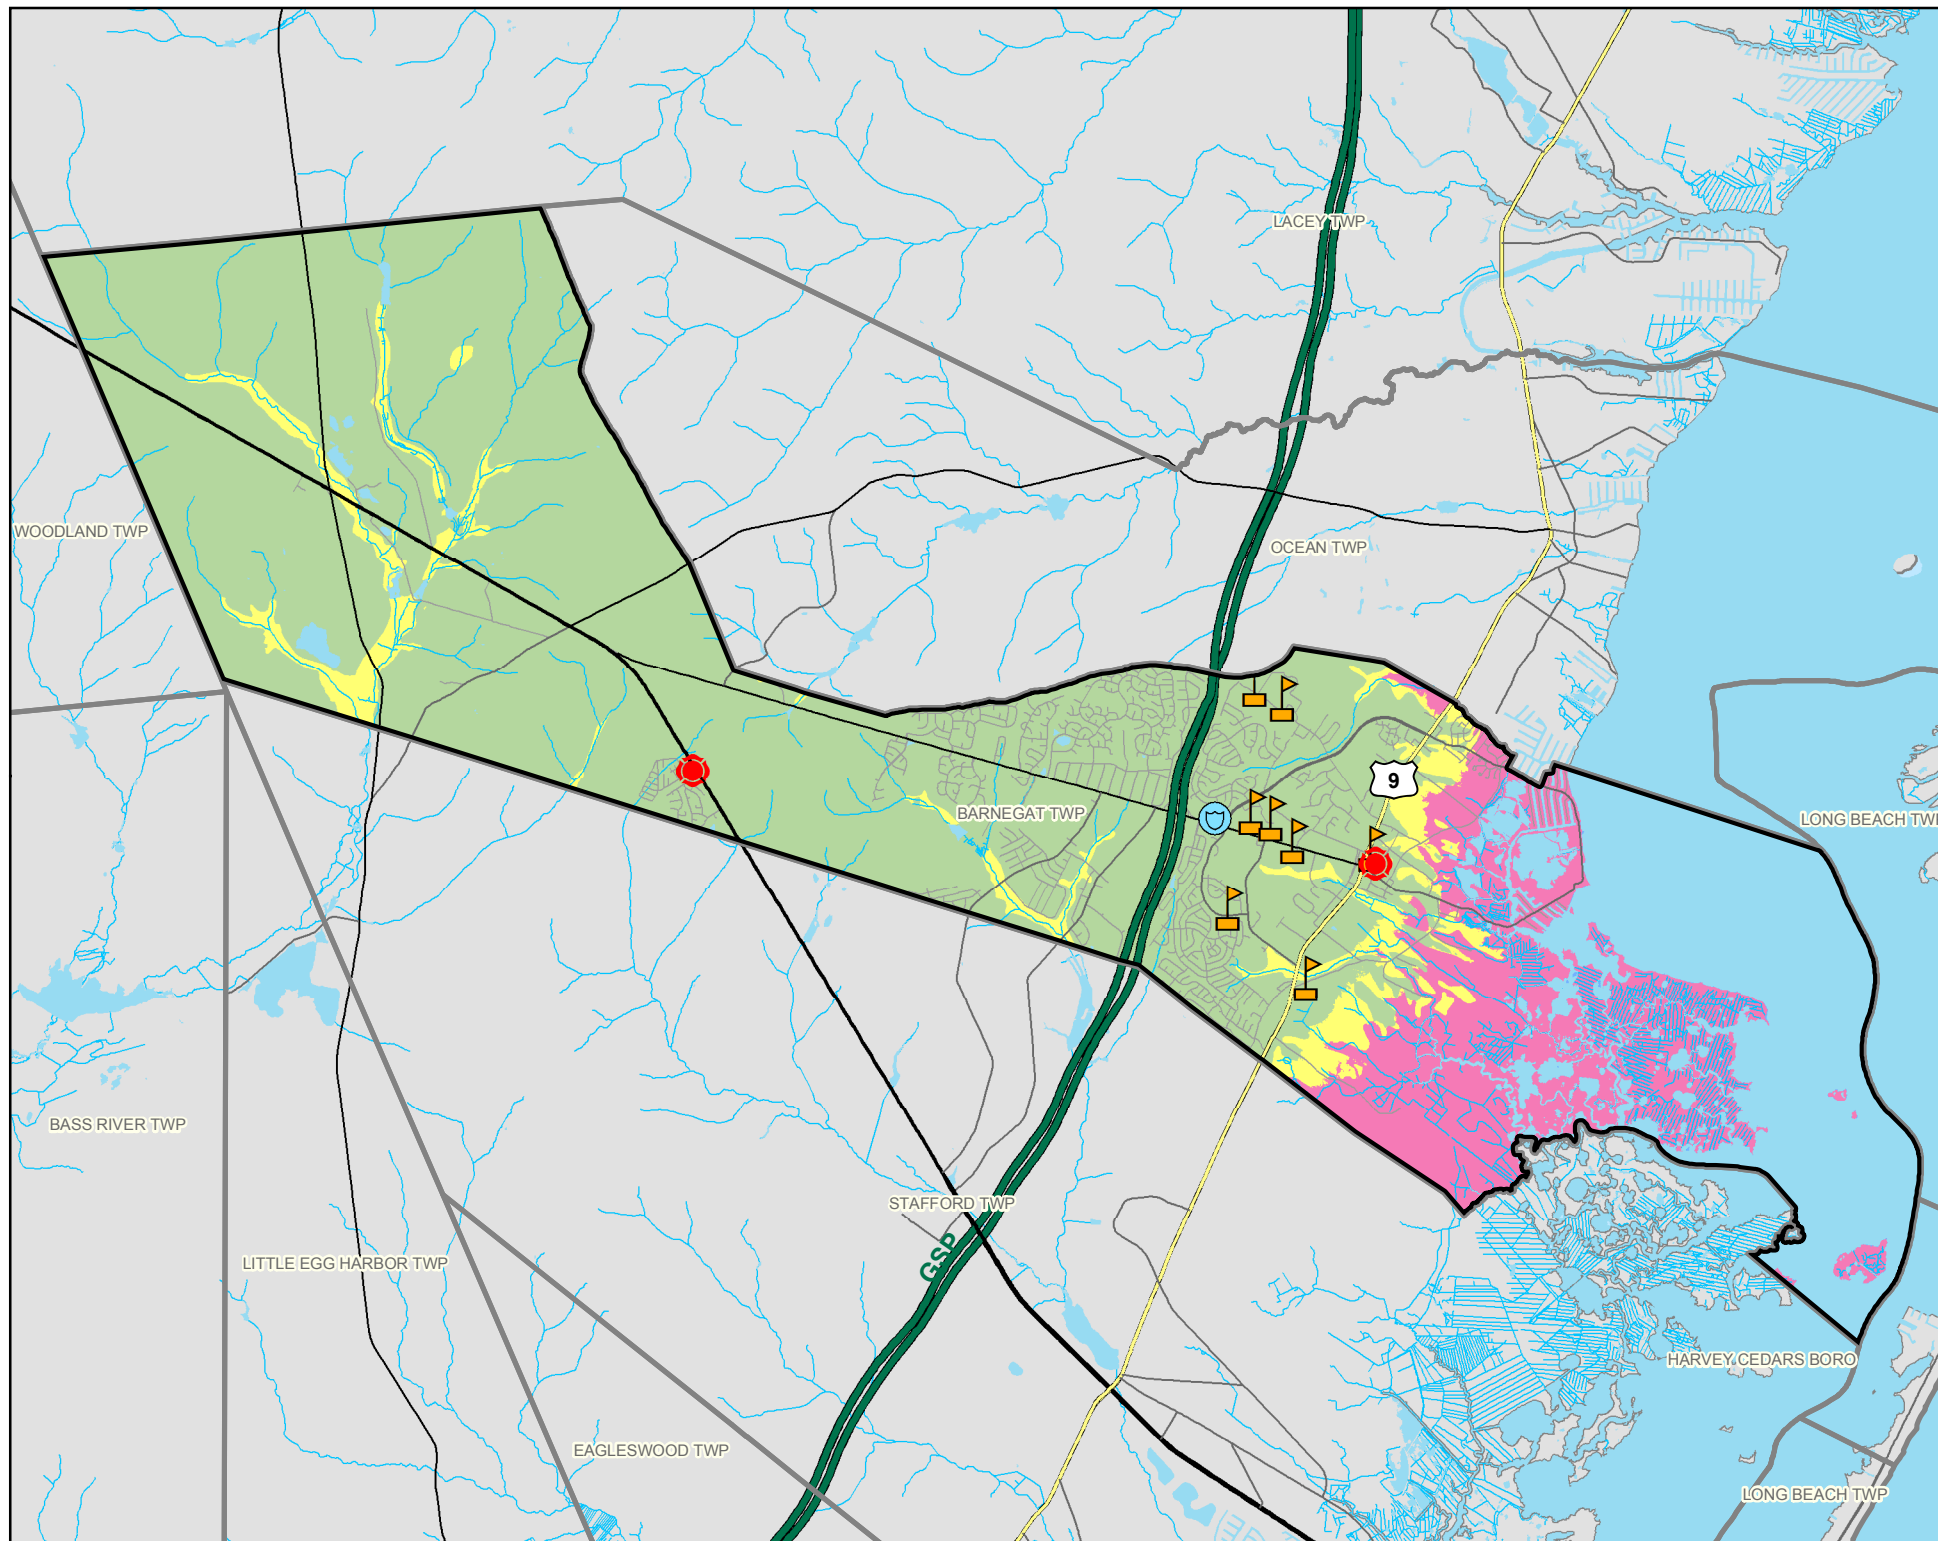 LACEY TWP
WOODLAND TWP
OCEAN TWP
9
BARNEGAT TWP
LONG BEACH TWP
BASS RIVER TWP
STAFFORD TWP
GSP
LITTLE EGG HARBOR TWP
HARVEY CEDARS BORO
EAGLESWOOD TWP
LONG BEACH TWP